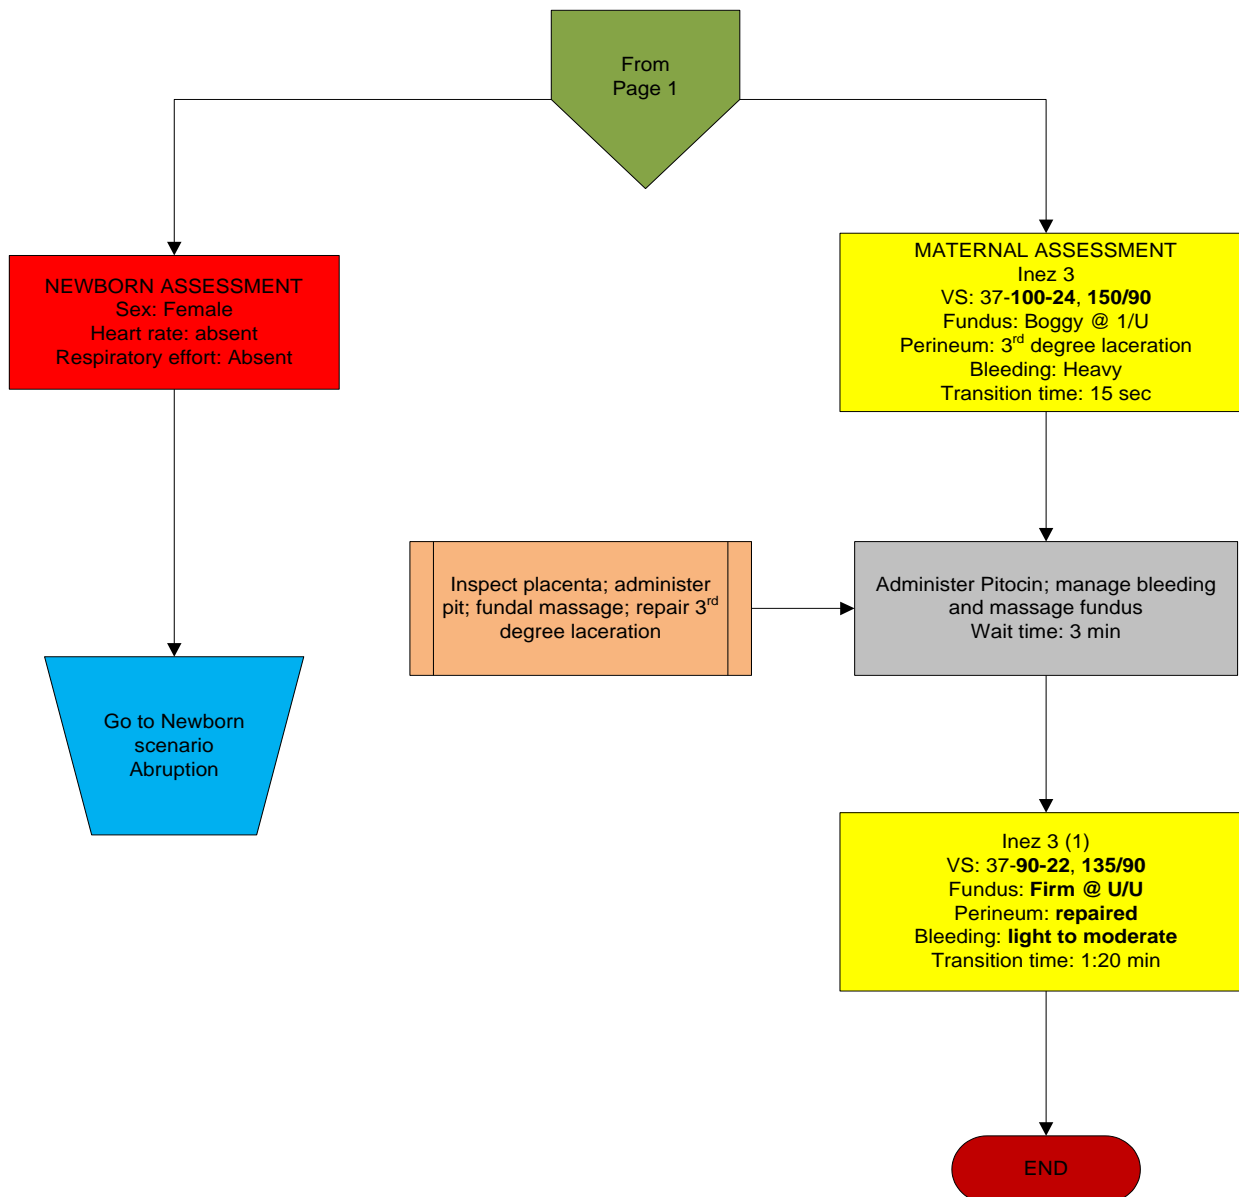 From
Page 1
NEWBORN ASSESSMENT
Sex: Female
Heart rate: absent
Respiratory effort: Absent
MATERNAL ASSESSMENT
Inez 3
VS: 37-100-24, 150/90
Fundus: Boggy @ 1/U
Perineum: 3rd degree laceration
Bleeding: Heavy
Transition time: 15 sec
Inspect placenta; administer
pit; fundal massage; repair 3rd
degree laceration
Administer Pitocin; manage bleeding
and massage fundus
Wait time: 3 min
Go to Newborn
scenario
Abruption
Inez 3 (1)
VS: 37-90-22, 135/90
Fundus: Firm @ U/U
Perineum: repaired
Bleeding: light to moderate
Transition time: 1:20 min
END